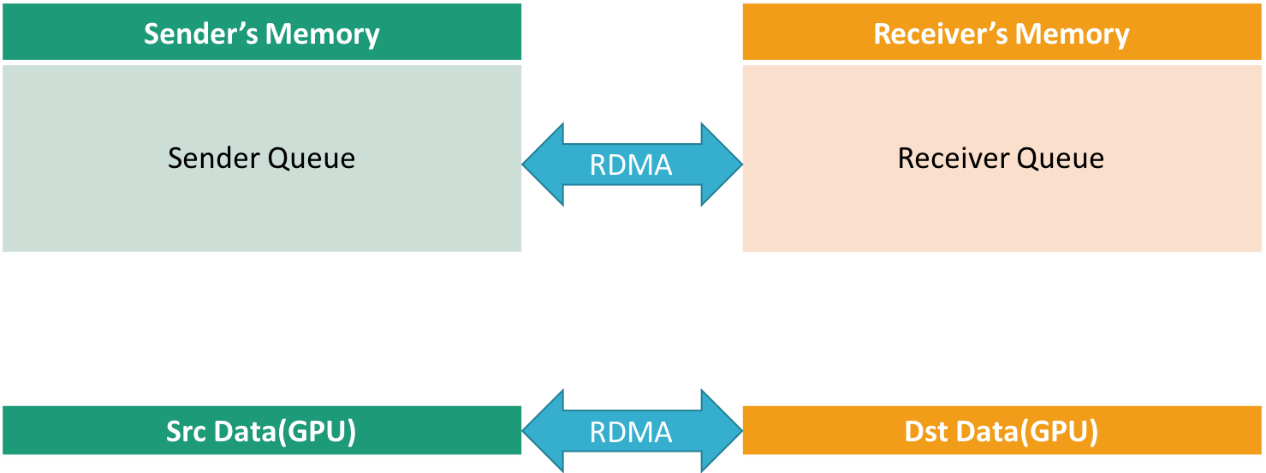 Sender’s Memory
Receiver’s Memory
Sender Queue
RDMA
Receiver Queue
Src Data(GPU)
RDMA
Dst Data(GPU)